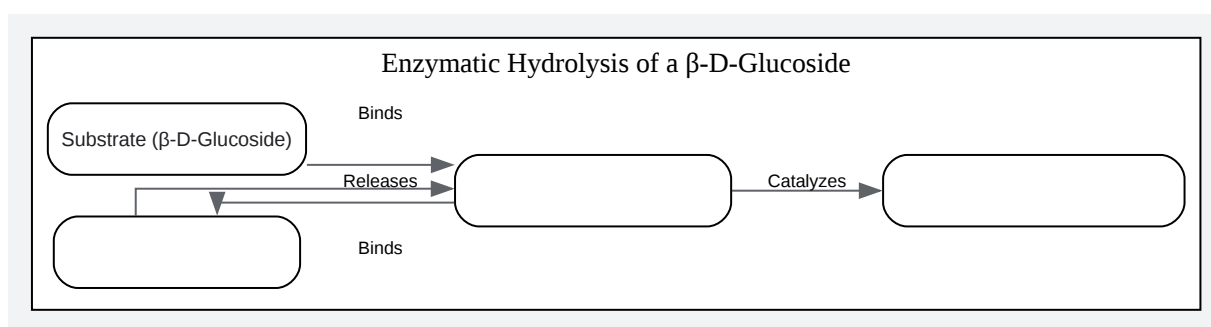 Enzymatic Hydrolysis of a β-D-Glucoside
Binds
Substrate (β-D-Glucoside)
Releases
Catalyzes
Binds